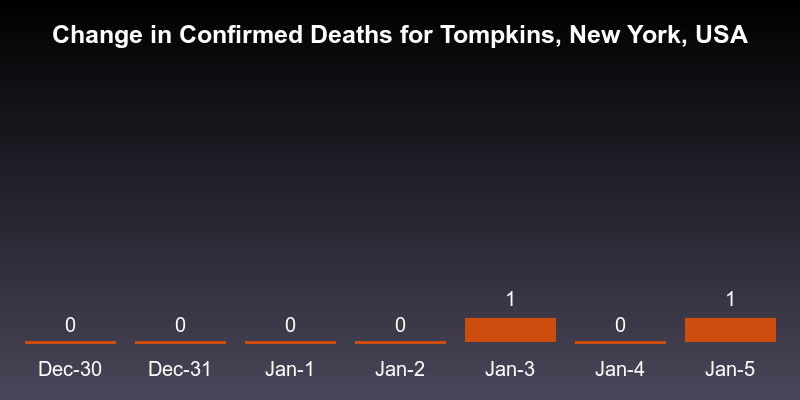 Change in Confirmed Deaths for Tompkins, New York, USA
0 0 0 0 1 0 1
Dec-30 Dec-31 Jan-1 Jan-2 Jan-3 Jan-4 Jan-5